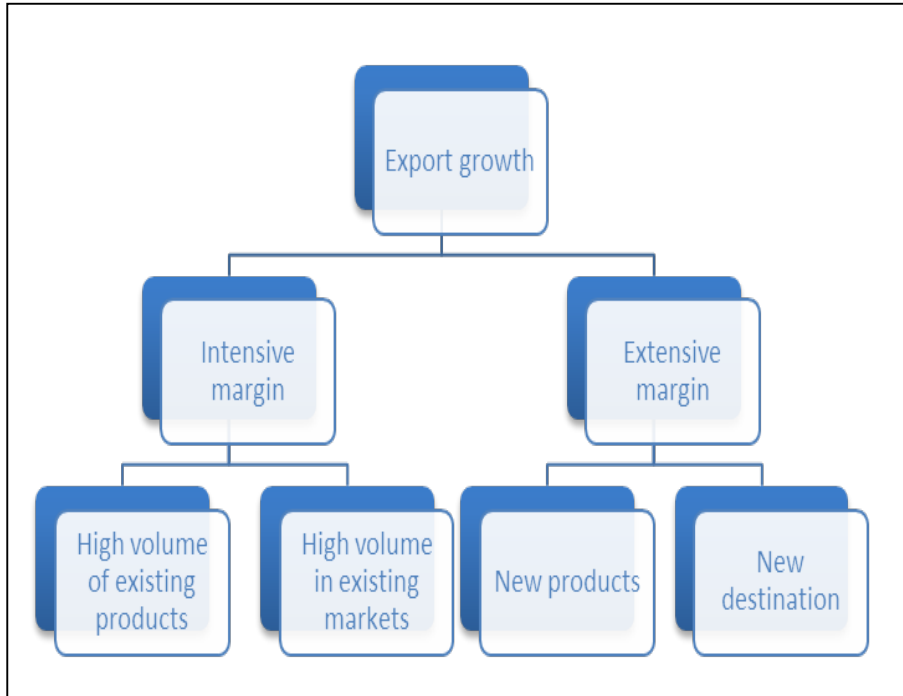 Export growth
Intensive
margin
Extensive
margin
High volume
of existing
products
High volume
in existing
markets
New products
New
destination